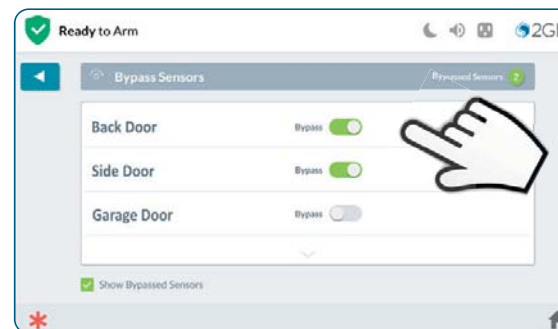 Ready to Arm
2GI
Bypass Sensors
Bypassed Sensors 2
Back Door Bypass
Side Door Bypass
Garage Door Bypass
Show Bypassed Sensors